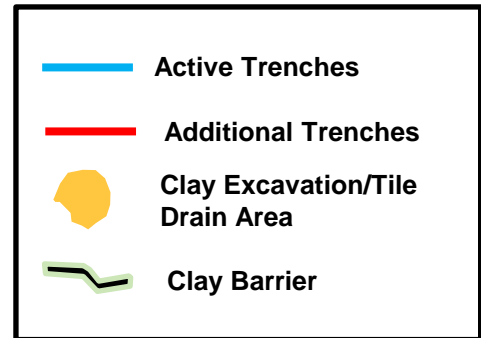 Active Trenches
Additional Trenches
Clay Excavation/Tile
Drain Area
Clay Barrier